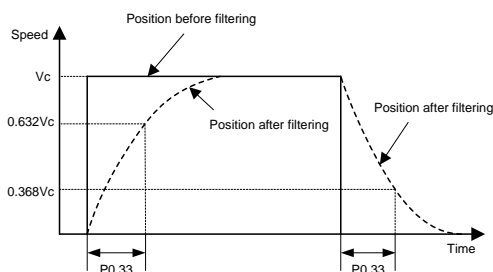 Position before filtering
Speed
Vc
Position after filtering
Position after filtering
0.632Vc
0.368Vc
Time
P0.33
P0.33